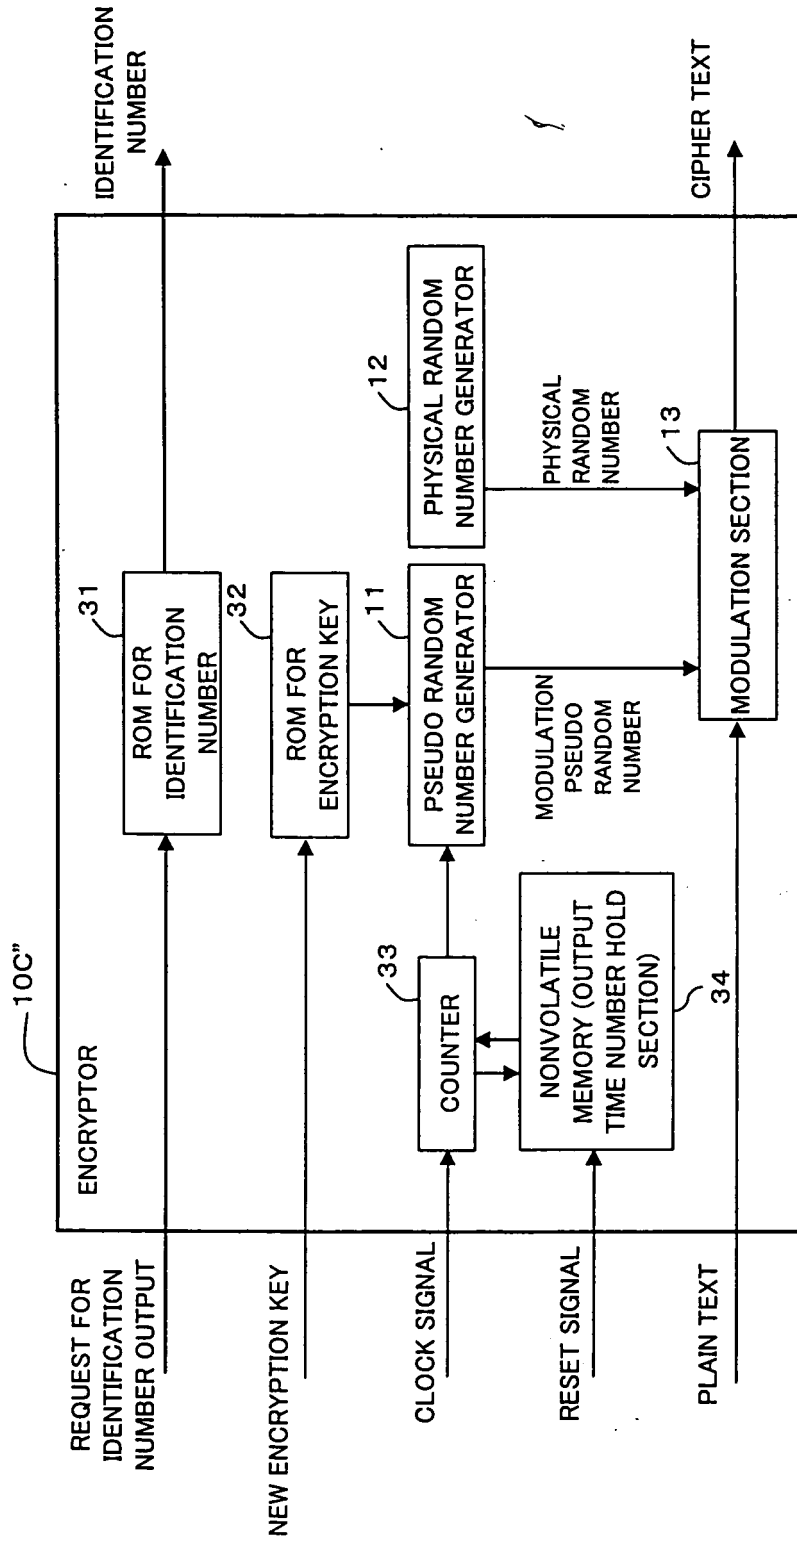 10C"
ENCRYPTOR
REQUEST FOR
IDENTIFICATION
NUMBER OUTPUT
31
ROM FOR
IDENTIFICATION
NUMBER
IDENTIFICATION
NUMBER
NEW ENCRYPTION KEY
32
ROM FOR
ENCRYPTION KEY
CLOCK SIGNAL
33
COUNTER
11
PSEUDO RANDOM
NUMBER GENERATOR
12
PHYSICAL RANDOM
NUMBER GENERATOR
RESET SIGNAL
NONVOLATILE
MEMORY (OUTPUT
TIME NUMBER HOLD
SECTION)
34
MODULATION
PSEUDO
RANDOM
NUMBER
PHYSICAL
RANDOM
NUMBER
13
PLAIN TEXT
MODULATION SECTION
CIPHER TEXT